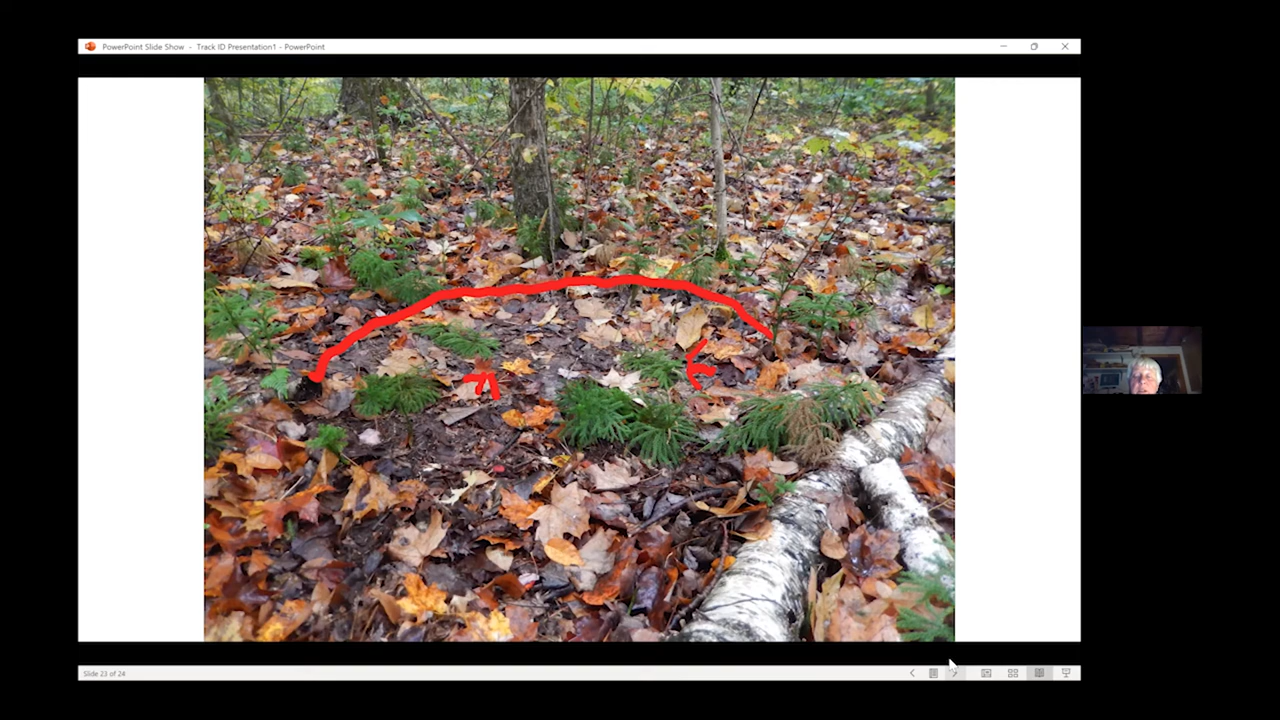 PowerPoint Slide Show - Track ID Presentation1 - PowerPoint
Slide 23 of 24